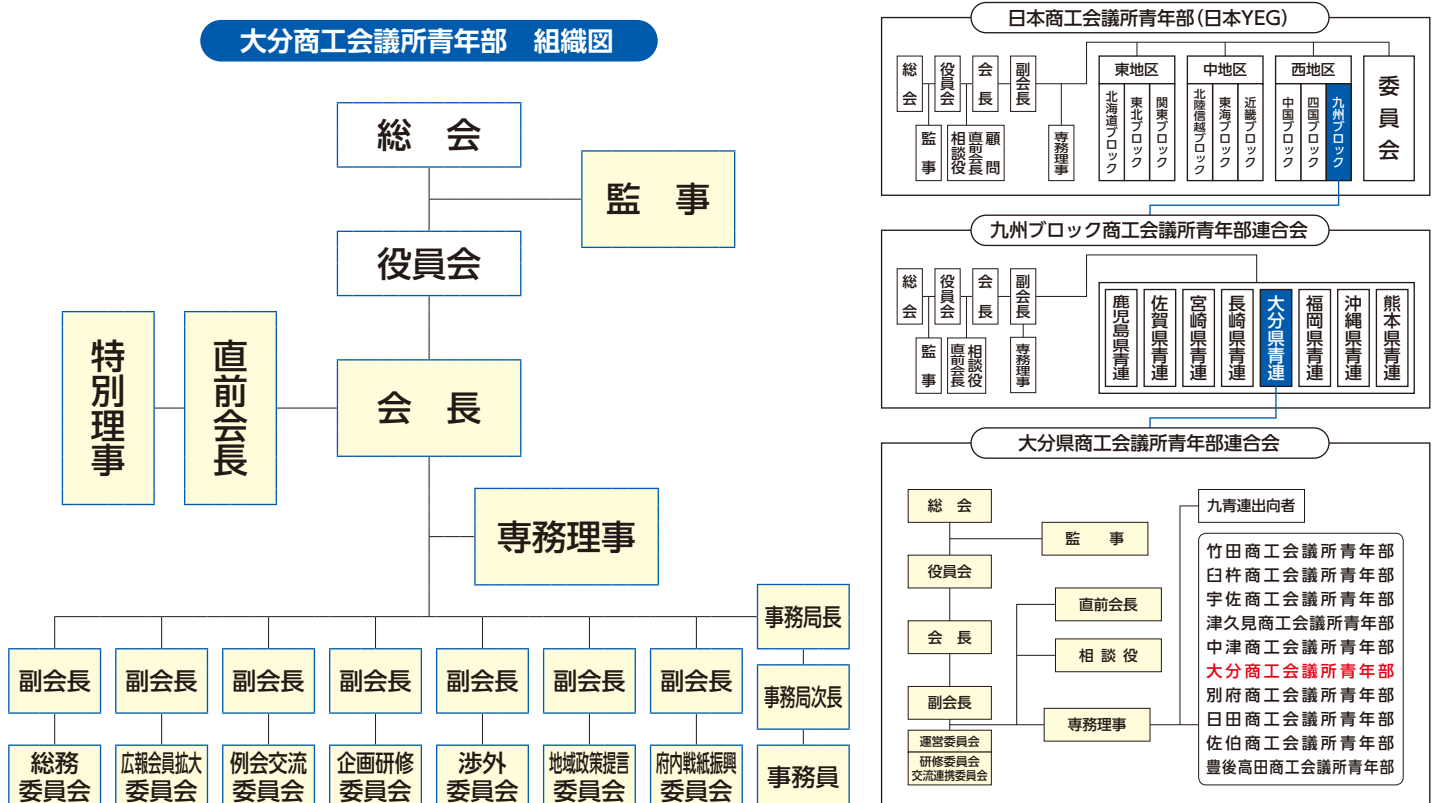 大分商工会議所青年部　組織図
総　会
監　事
役員会
特別理事
直前会長
会　長
専務理事
事務局長
副会長
副会長
副会長
副会長
副会長
副会長
副会長
事務局次長
総務
委員会
広報会員拡大
委員会
例会交流
委員会
企画研修
委員会
渉外
委員会
地域政策提言
委員会
府内戦紙振興
委員会
事務員
日本商工会議所青年部（日本YEG）
総会
役員会
会長
副会長
監事
相談役
直前会長
顧問
専務理事
東地区
北海道ブロック
東北ブロック
関東ブロック
中地区
北陸信越ブロック
東海ブロック
近畿ブロック
西地区
中国ブロック
四国ブロック
九州ブロック
委員会
九州ブロック商工会議所青年部連合会
総会
役員会
会長
副会長
監事
直前会長
相談役
専務理事
鹿児島県青連
佐賀県青連
宮崎県青連
長崎県青連
大分県青連
福岡県青連
沖縄県青連
熊本県青連
大分県商工会議所青年部連合会
総　会
監　事
役員会
直前会長
会　長
相 談 役
副会長
専務理事
運営委員会
研修委員会
交流連携委員会
九青連出向者
竹田商工会議所青年部
臼杵商工会議所青年部
宇佐商工会議所青年部
津久見商工会議所青年部
中津商工会議所青年部
大分商工会議所青年部
別府商工会議所青年部
日田商工会議所青年部
佐伯商工会議所青年部
豊後高田商工会議所青年部